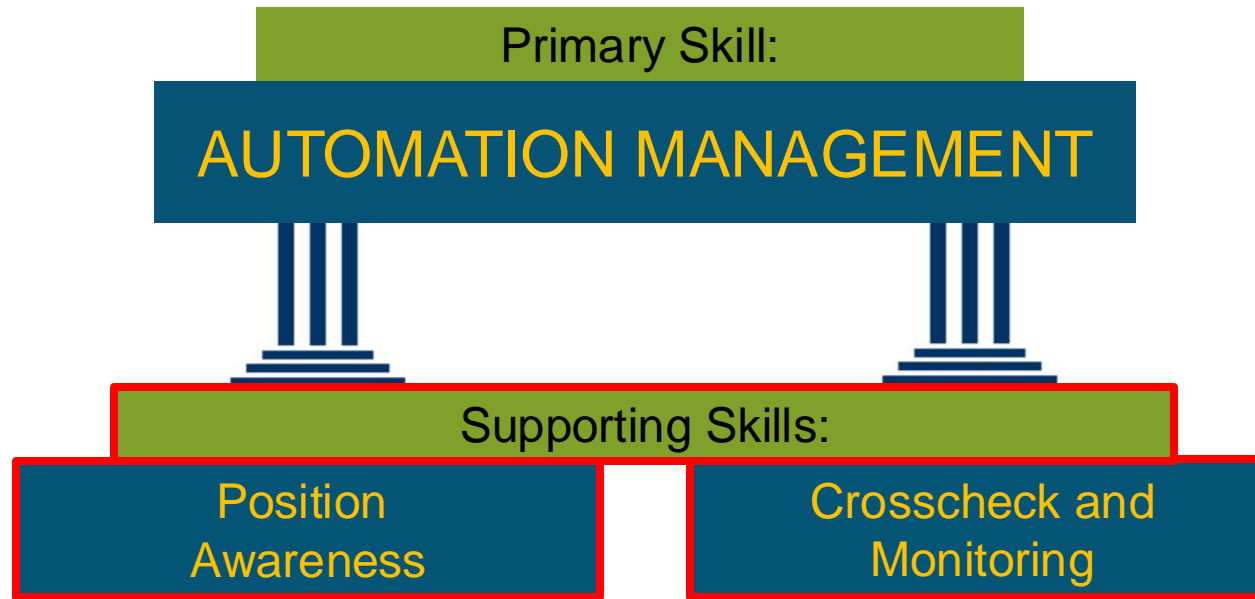 Primary Skill:
AUTOMATION MANAGEMENT
Supporting Skills:
Position
Awareness
Crosscheck and
Monitoring